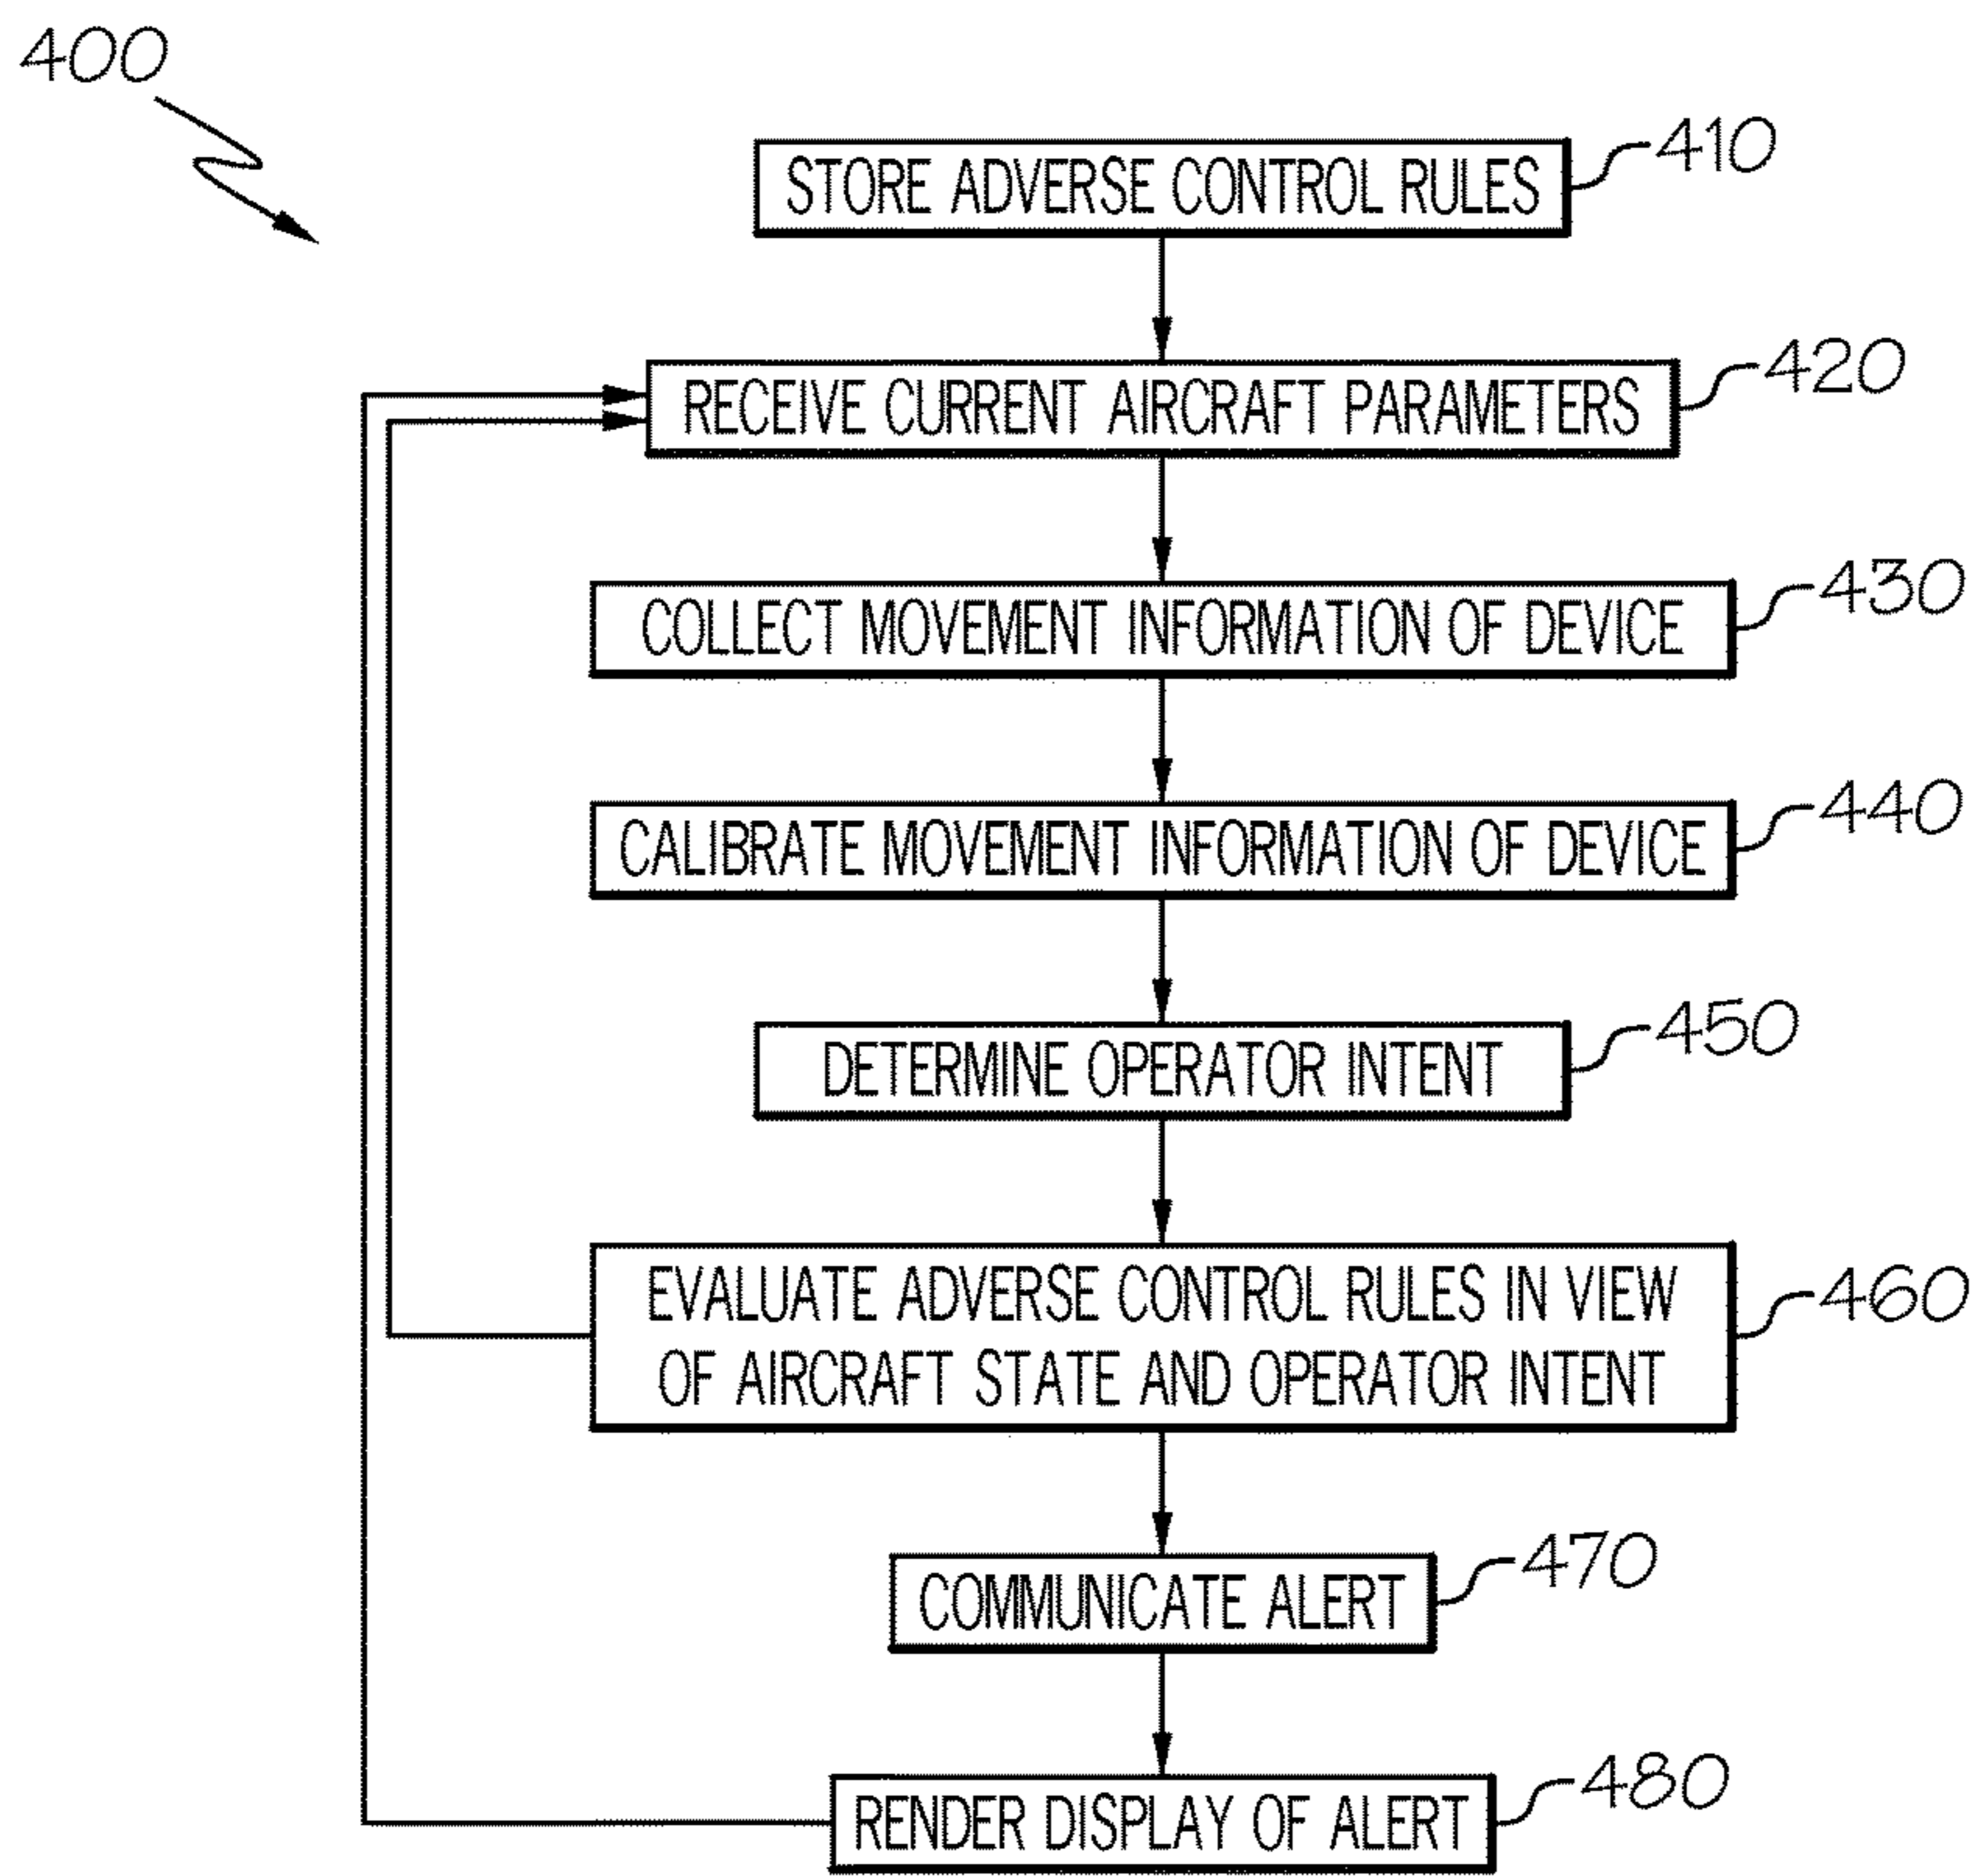 400
STORE ADVERSE CONTROL RULES
410
RECEIVE CURRENT AIRCRAFT PARAMETERS
420
COLLECT MOVEMENT INFORMATION OF DEVICE
430
CALIBRATE MOVEMENT INFORMATION OF DEVICE
440
DETERMINE OPERATOR INTENT
450
EVALUATE ADVERSE CONTROL RULES IN VIEW
OF AIRCRAFT STATE AND OPERATOR INTENT
460
COMMUNICATE ALERT
470
RENDER DISPLAY OF ALERT
480